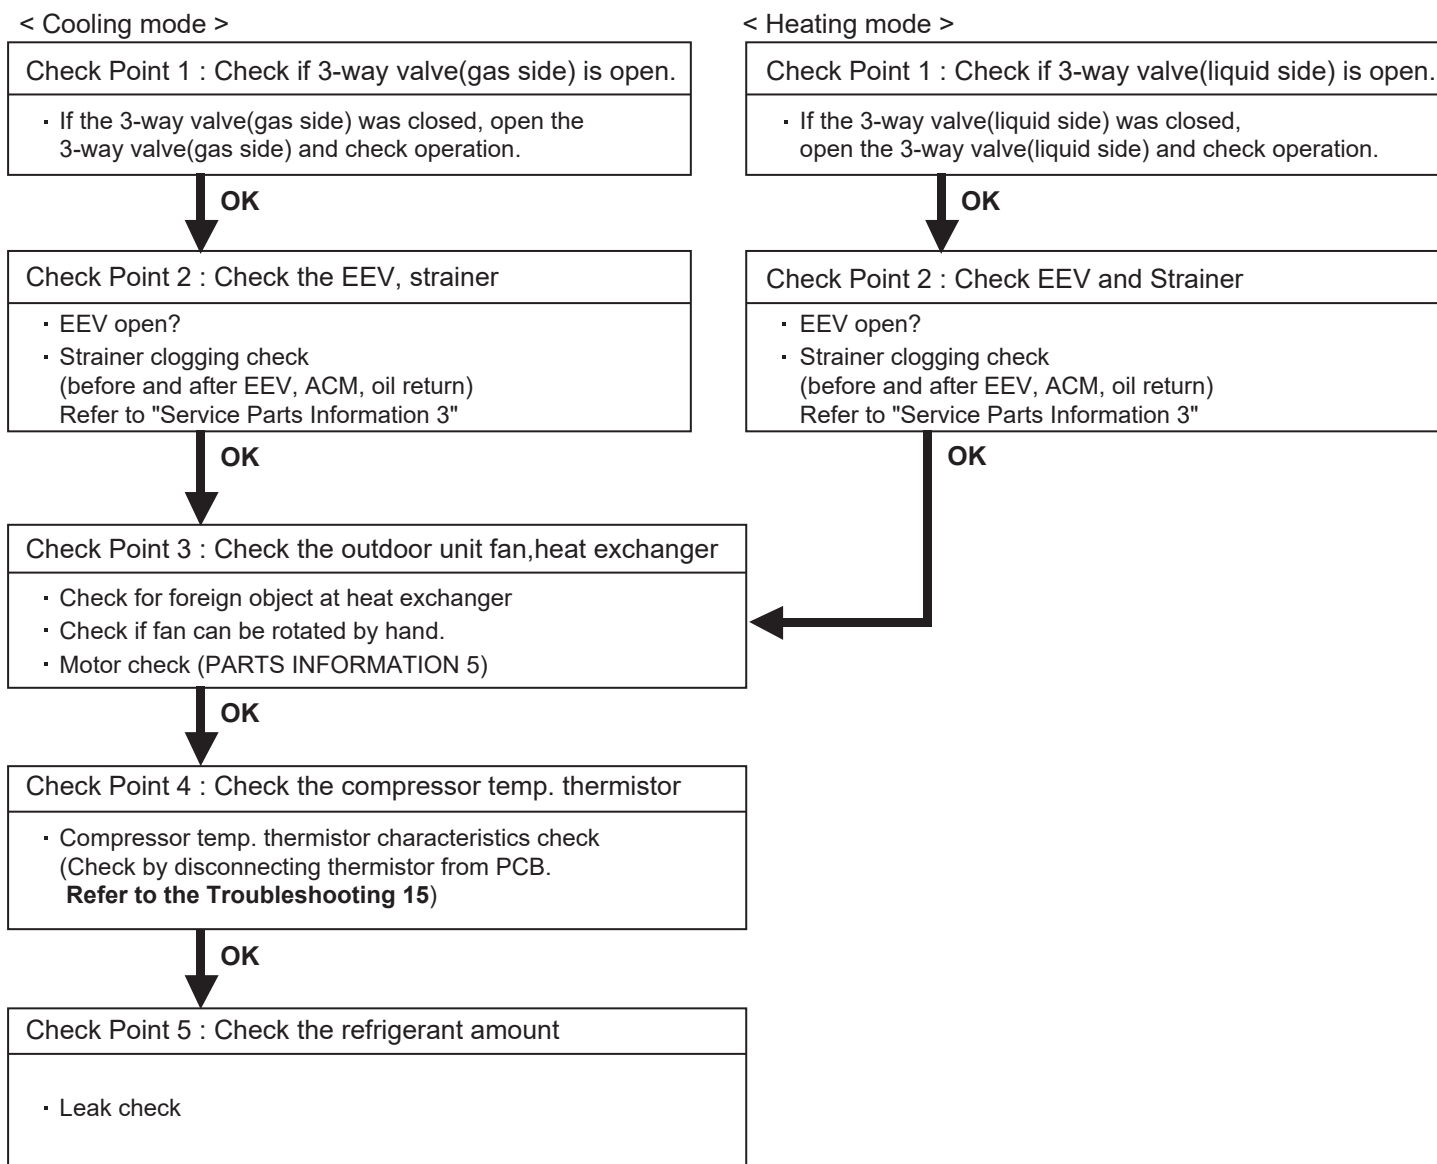 < Cooling mode >
Check Point 1 : Check if 3-way valve(gas side) is open.
· If the 3-way valve(gas side) was closed, open the
3-way valve(gas side) and check operation.
OK
Check Point 2 : Check the EEV, strainer
· EEV open?
· Strainer clogging check
(before and after EEV, ACM, oil return)
Refer to "Service Parts Information 3"
OK
< Heating mode >
Check Point 1 : Check if 3-way valve(liquid side) is open.
· If the 3-way valve(liquid side) was closed,
open the 3-way valve(liquid side) and check operation.
OK
Check Point 2 : Check EEV and Strainer
· EEV open?
· Strainer clogging check
(before and after EEV, ACM, oil return)
Refer to "Service Parts Information 3"
OK
Check Point 3 : Check the outdoor unit fan,heat exchanger
· Check for foreign object at heat exchanger
· Check if fan can be rotated by hand.
· Motor check (PARTS INFORMATION 5)
OK
Check Point 4 : Check the compressor temp. thermistor
· Compressor temp. thermistor characteristics check
(Check by disconnecting thermistor from PCB.
Refer to the Troubleshooting 15)
OK
Check Point 5 : Check the refrigerant amount
· Leak check